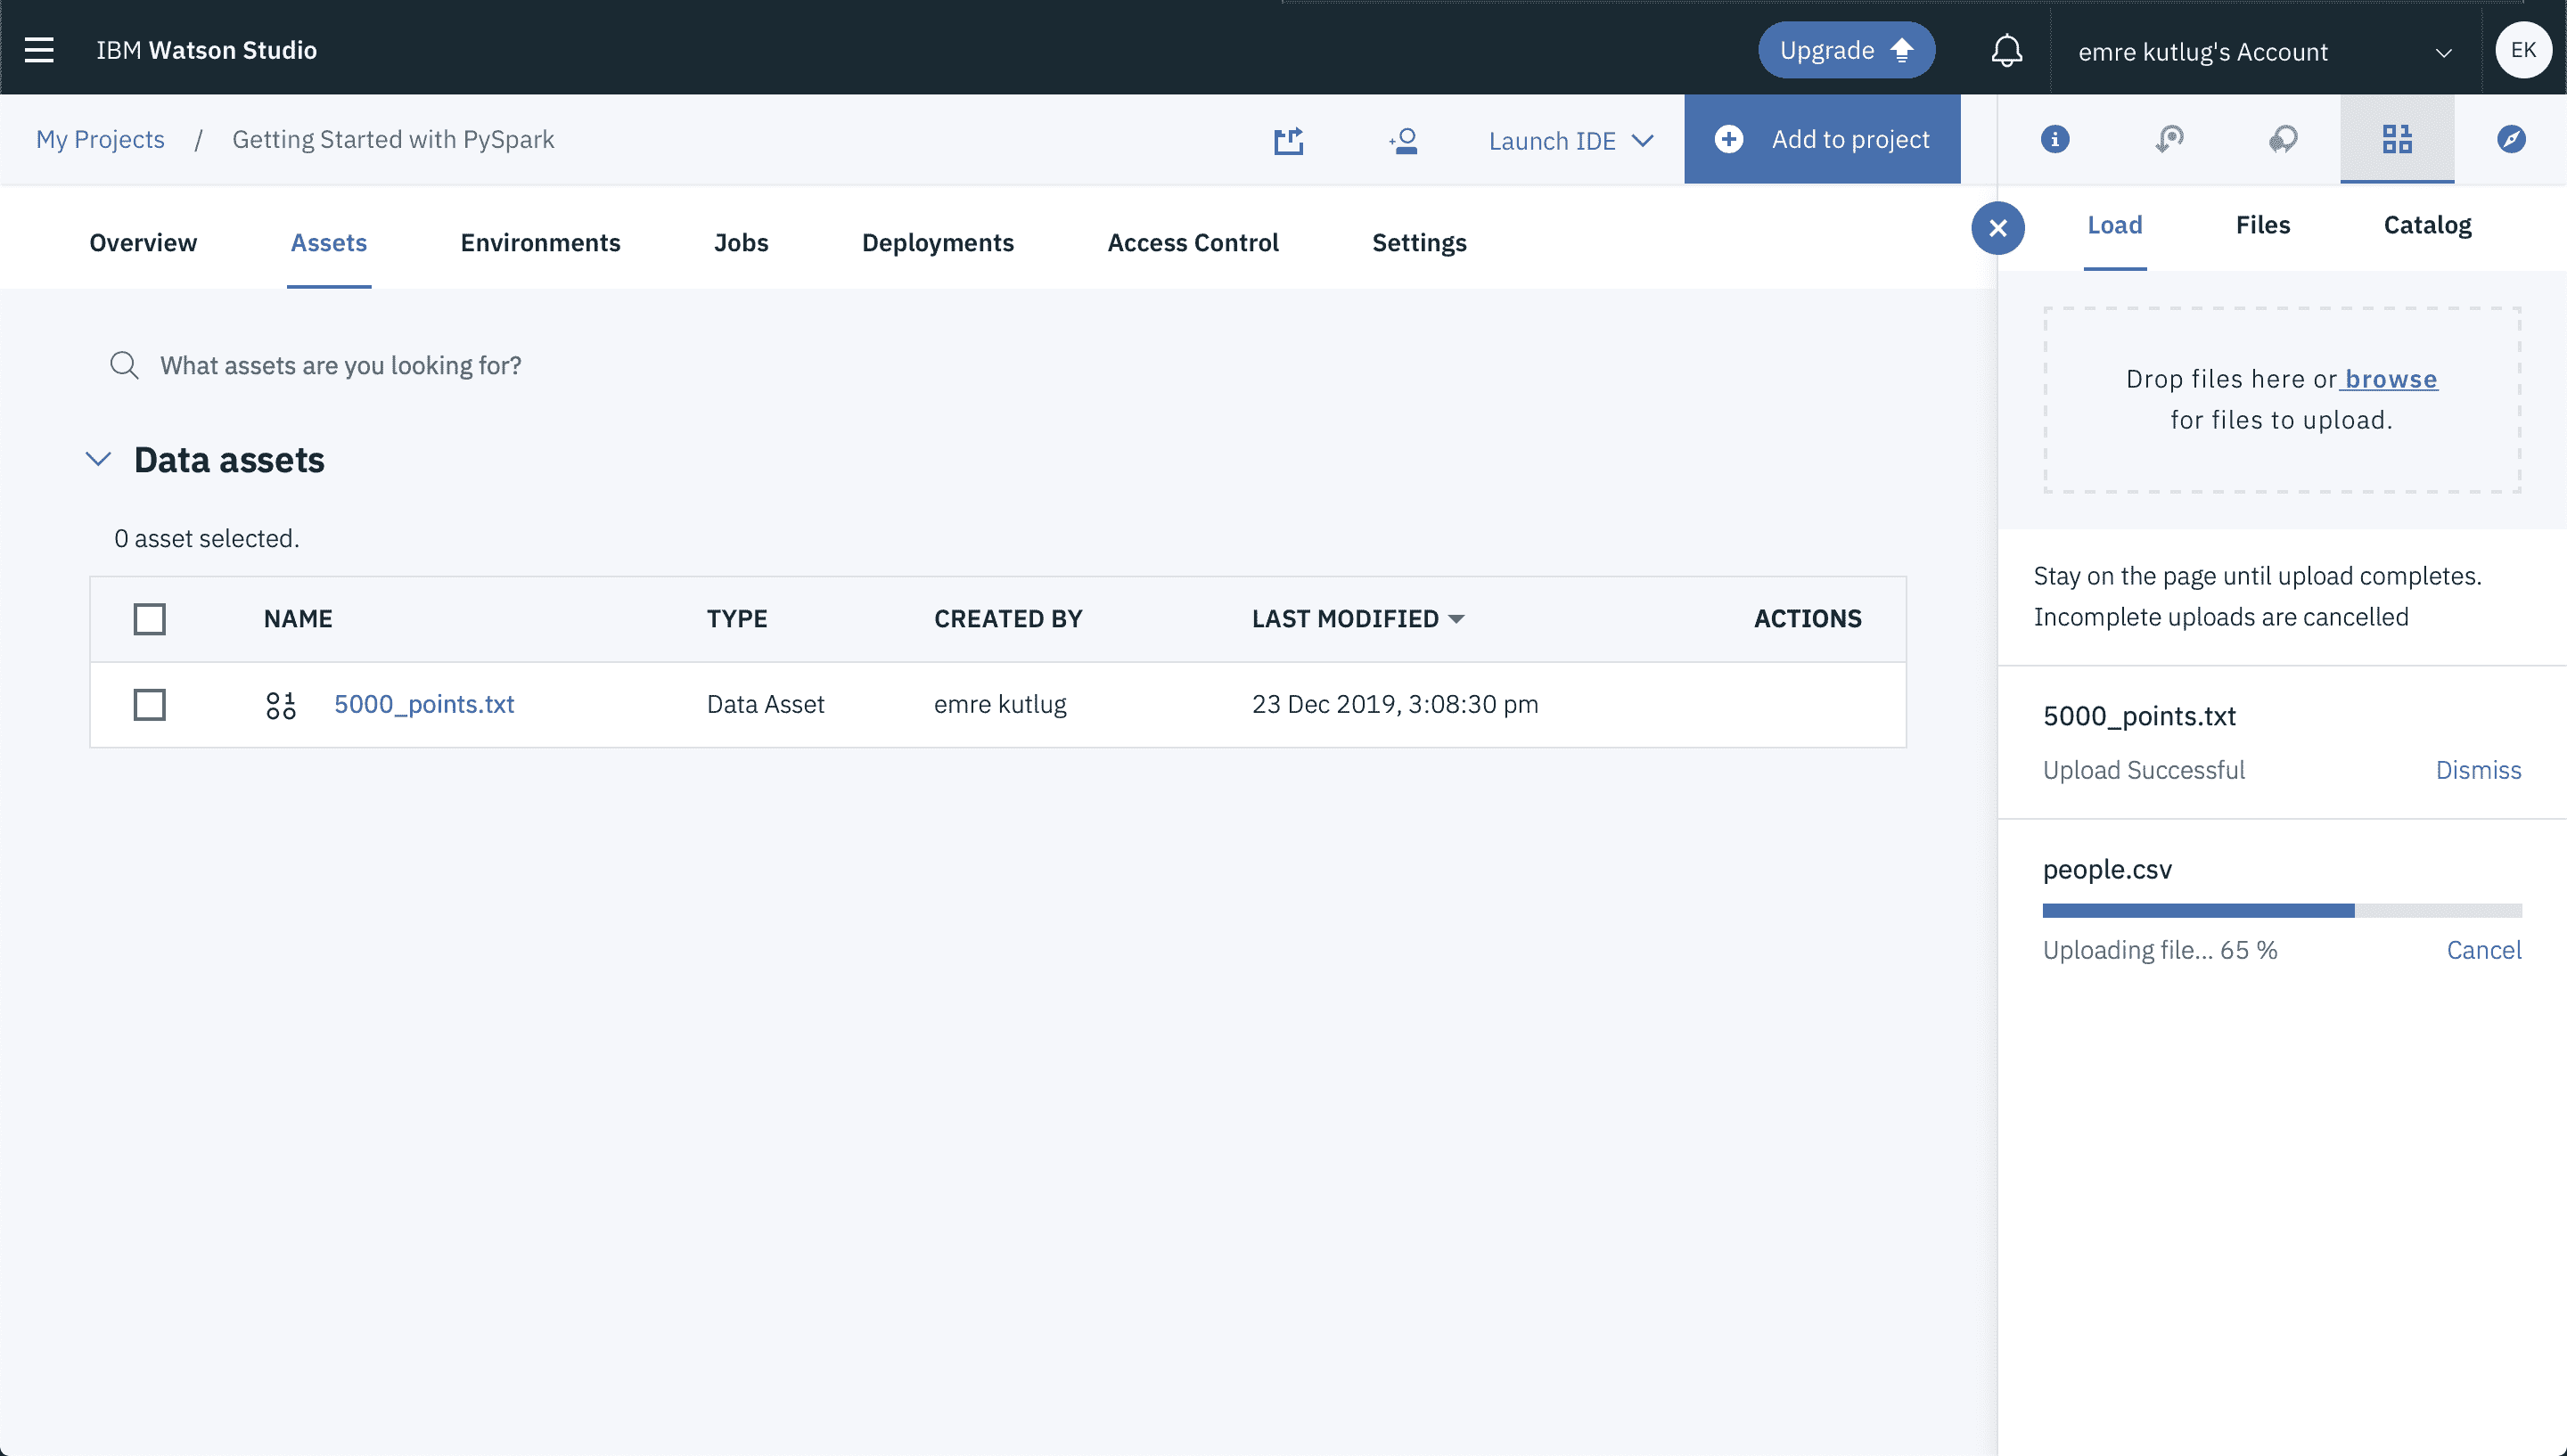 IBM Watson Studio
Upgrade
emre kutlug's Account
EK
My Projects / Getting Started with PySpark
Launch IDE
Add to project
Overview
Assets
Environments
Jobs
Deployments
Access Control
Settings
What assets are you looking for?
Data assets
0 asset selected.
NAME TYPE CREATED BY LAST MODIFIED ACTIONS
5000_points.txt Data Asset emre kutlug 23 Dec 2019, 3:08:30 pm
Load
Files
Catalog
Drop files here or browse
for files to upload.
Stay on the page until upload completes.
Incomplete uploads are cancelled
5000_points.txt
Upload Successful Dismiss
people.csv
Uploading file... 65 % Cancel